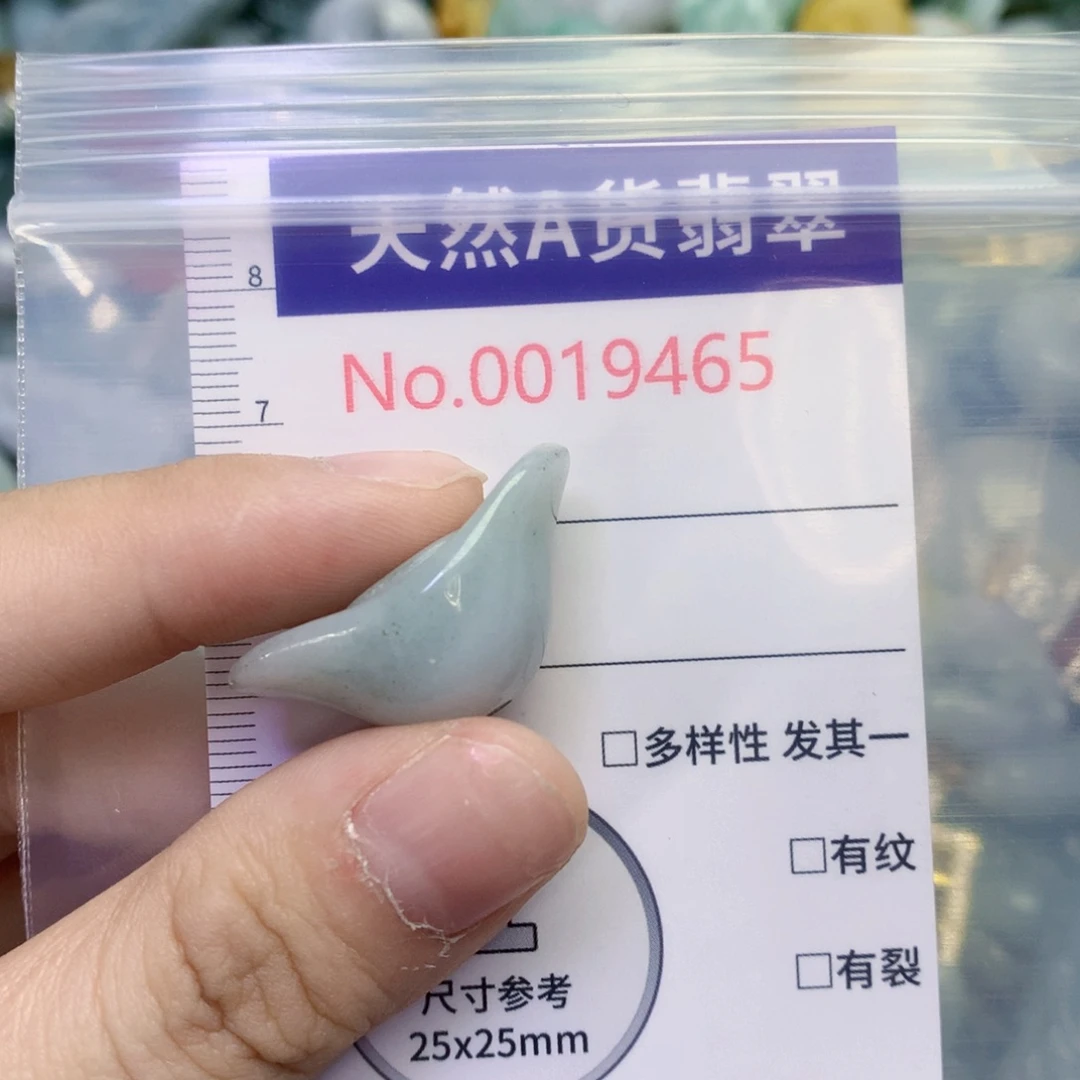 天然A货翡翠
8
No.0019465
7
□多样性 发其一
□有纹
□有裂
尺寸参考
25x25mm